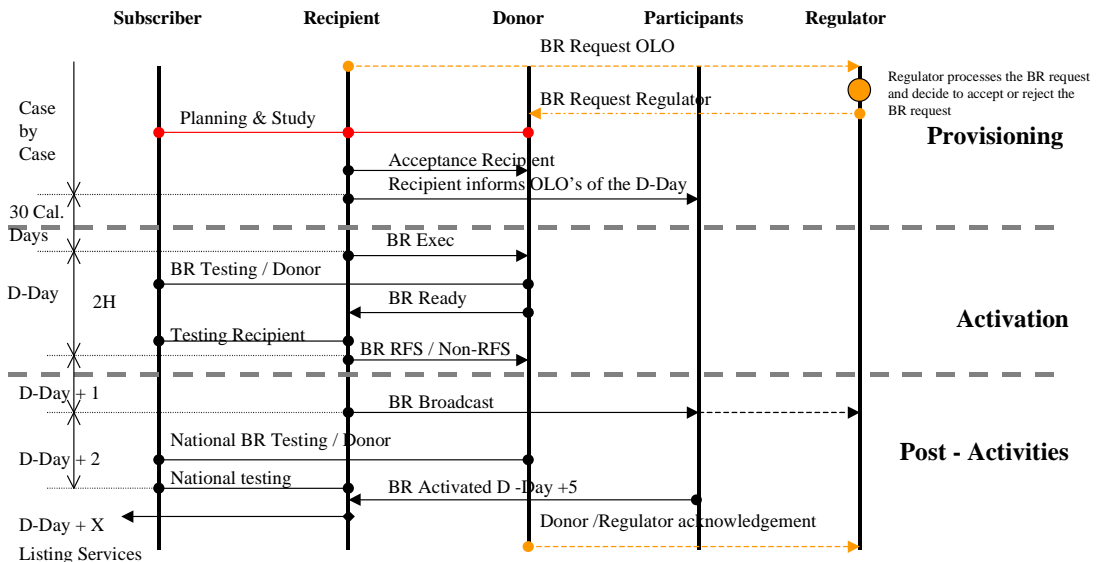 Subscriber Recipient Donor Participants Regulator
BR Request OLO
Regulator processes the BR request
and decide to accept or reject the
BR request
BR Request Regulator
Case
by
Case
Planning & Study
Provisioning
Acceptance Recipient
Recipient informs OLO's of the D-Day
30 Cal.
Days
BR Exec
BR Testing / Donor
D-Day
2H
BR Ready
Activation
Testing Recipient
BR RFS / Non-RFS
D-Day + 1
BR Broadcast
National BR Testing / Donor
D-Day + 2
Post - Activities
National testing
BR Activated D -Day +5
D-Day + X
Listing Services
Donor /Regulator acknowledgement